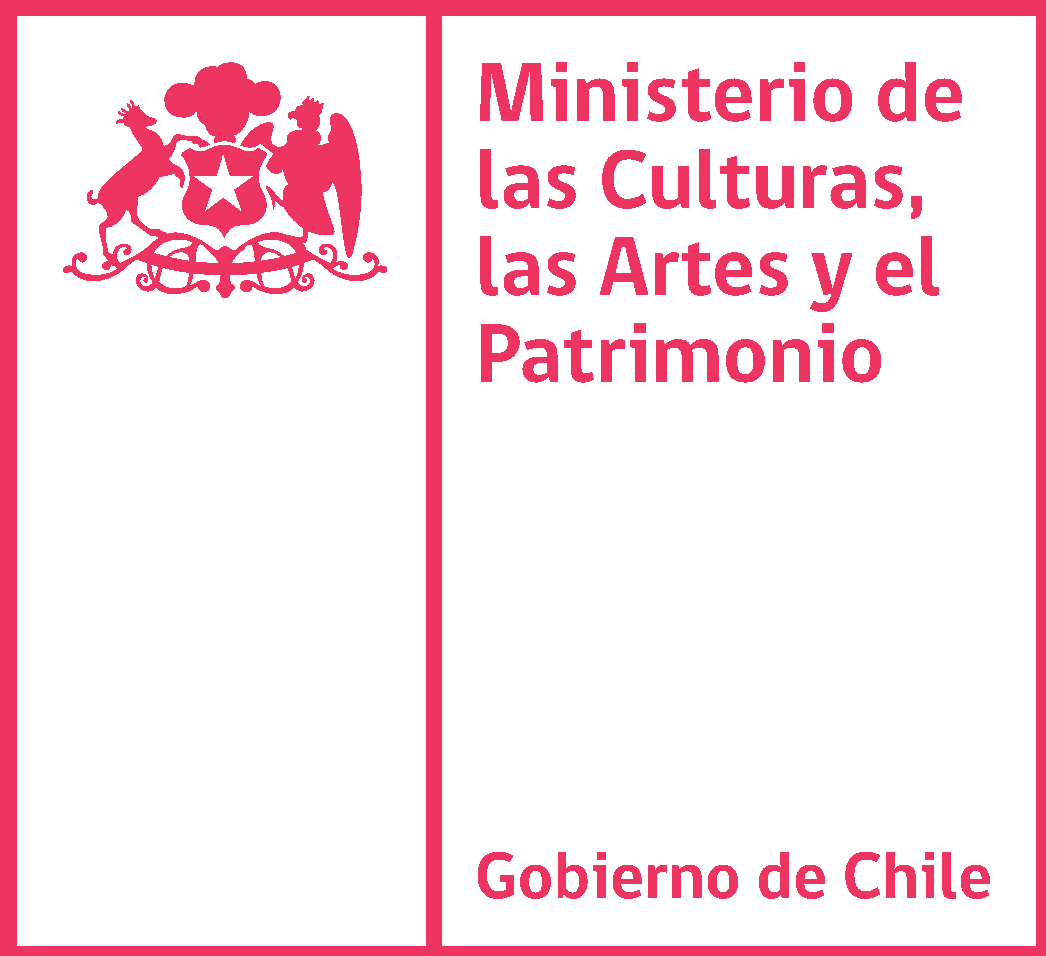 Ministerio de
las Culturas,
las Artes y el
Patrimonio
Gobierno de Chile